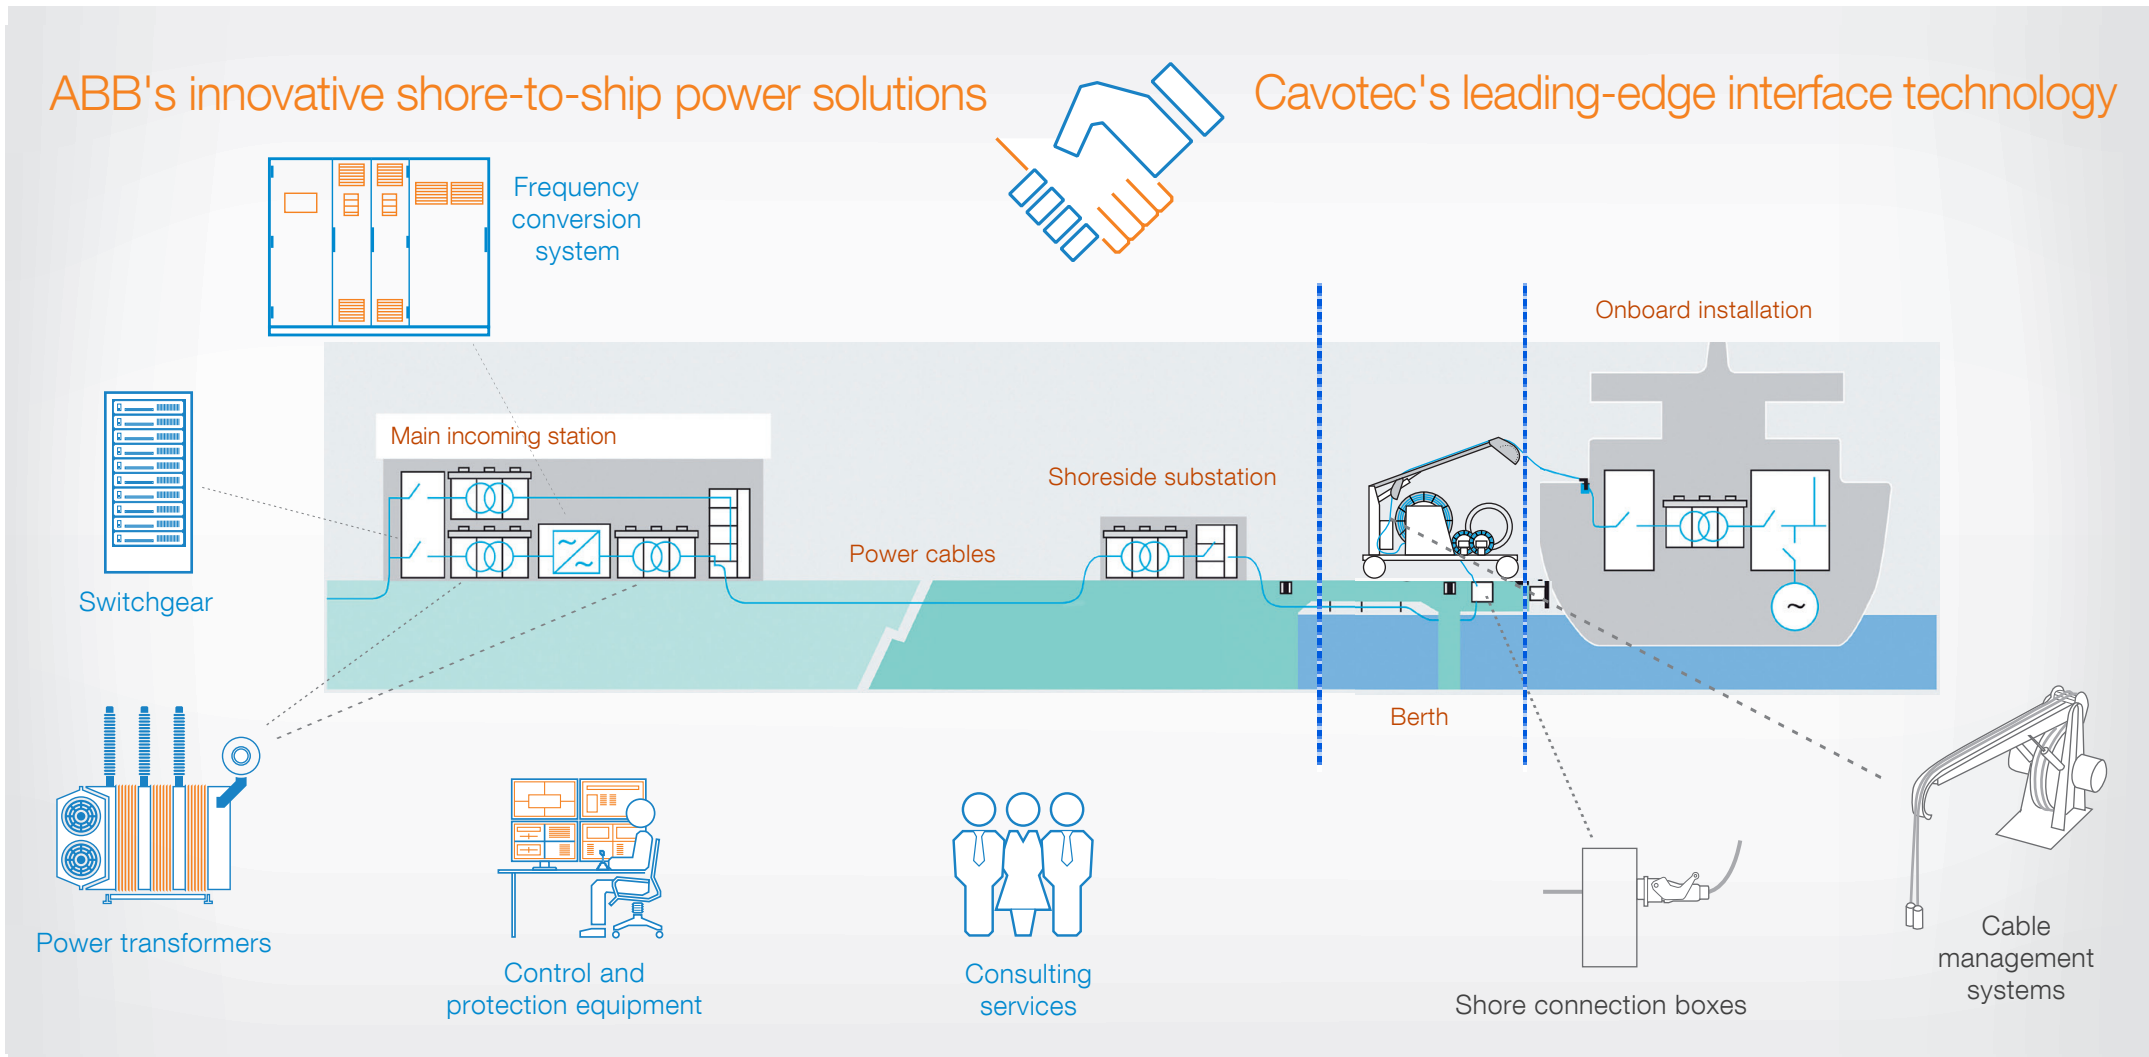 ABB's innovative shore-to-ship power solutions
Cavotec's leading-edge interface technology
Frequency
conversion
system
Onboard installation
Main incoming station
Shoreside substation
Power cables
Switchgear
Berth
Power transformers
Control and
protection equipment
Consulting
services
Shore connection boxes
Cable
management
systems